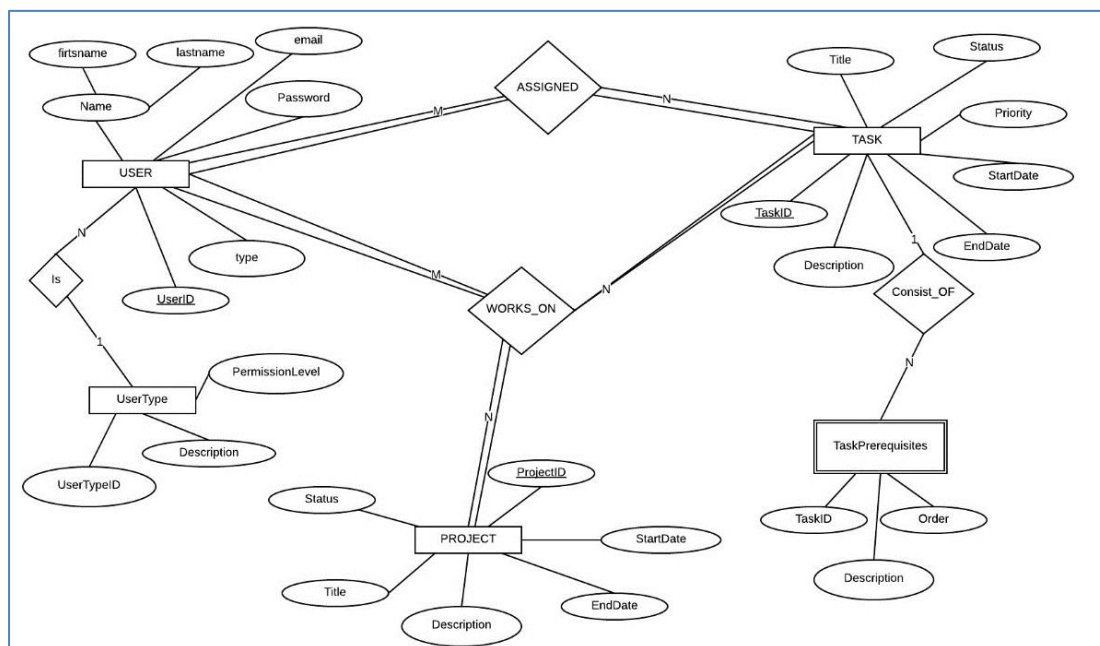 firtsname
lastname
email
Name
Password
USER
M
ASSIGNED
N
Title
Status
Priority
TASK
StartDate
TaskID
Description
EndDate
N
Is
1
type
UserID
M
WORKS_ON
N
N
1
Consist_OF
N
UserType
PermissionLevel
Description
UserTypeID
TaskPrerequisites
TaskID
Order
Description
ProjectID
Status
PROJECT
StartDate
Title
Description
EndDate